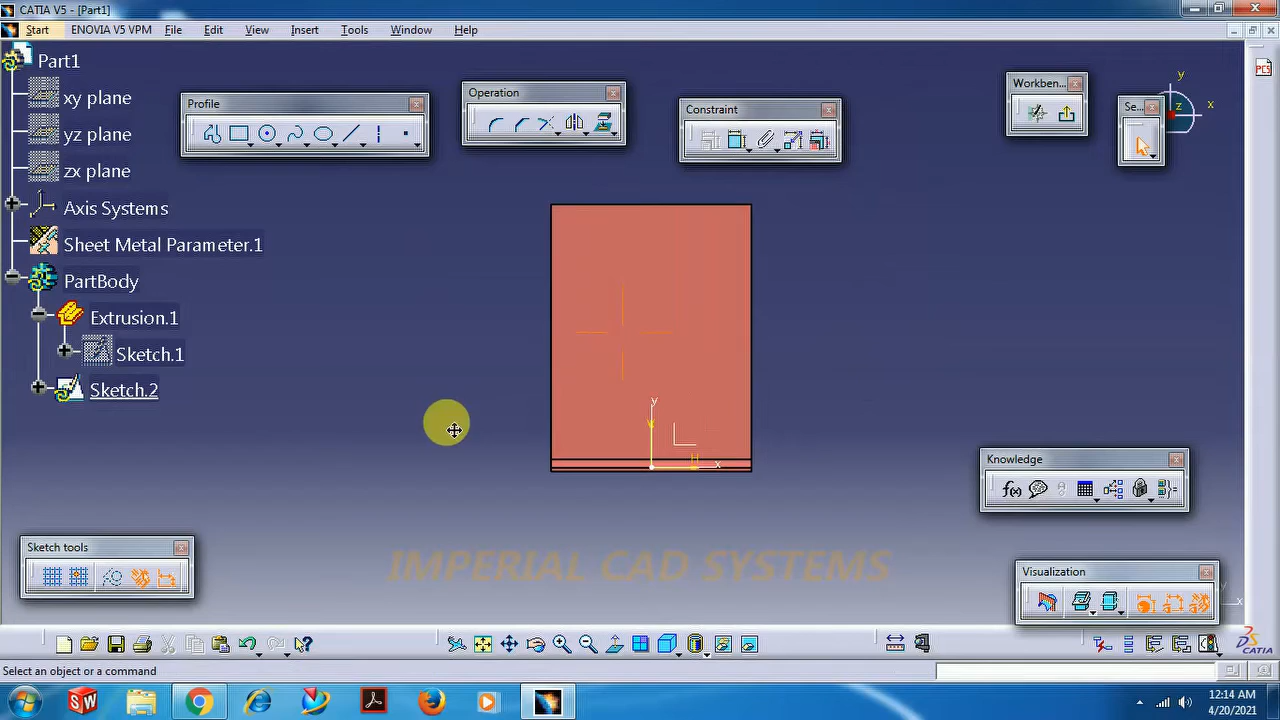 CATIA V5 - [Part1]
Start ENOVIA V5 VPM File Edit View Insert Tools Window Help
Part1
xy plane
yz plane
zx plane
Axis Systems
Sheet Metal Parameter.1
PartBody
Extrusion.1
Sketch.1
Sketch.2
Profile
Operation
Constraint
Workben...
Se...
PCS
y
z
x
y
V
H
x
Knowledge
f(x)
Sketch tools
Visualization
x
IMPERIAL CAD SYSTEMS
CATIA
Select an object or a command
SW
12:14 AM
4/20/2021